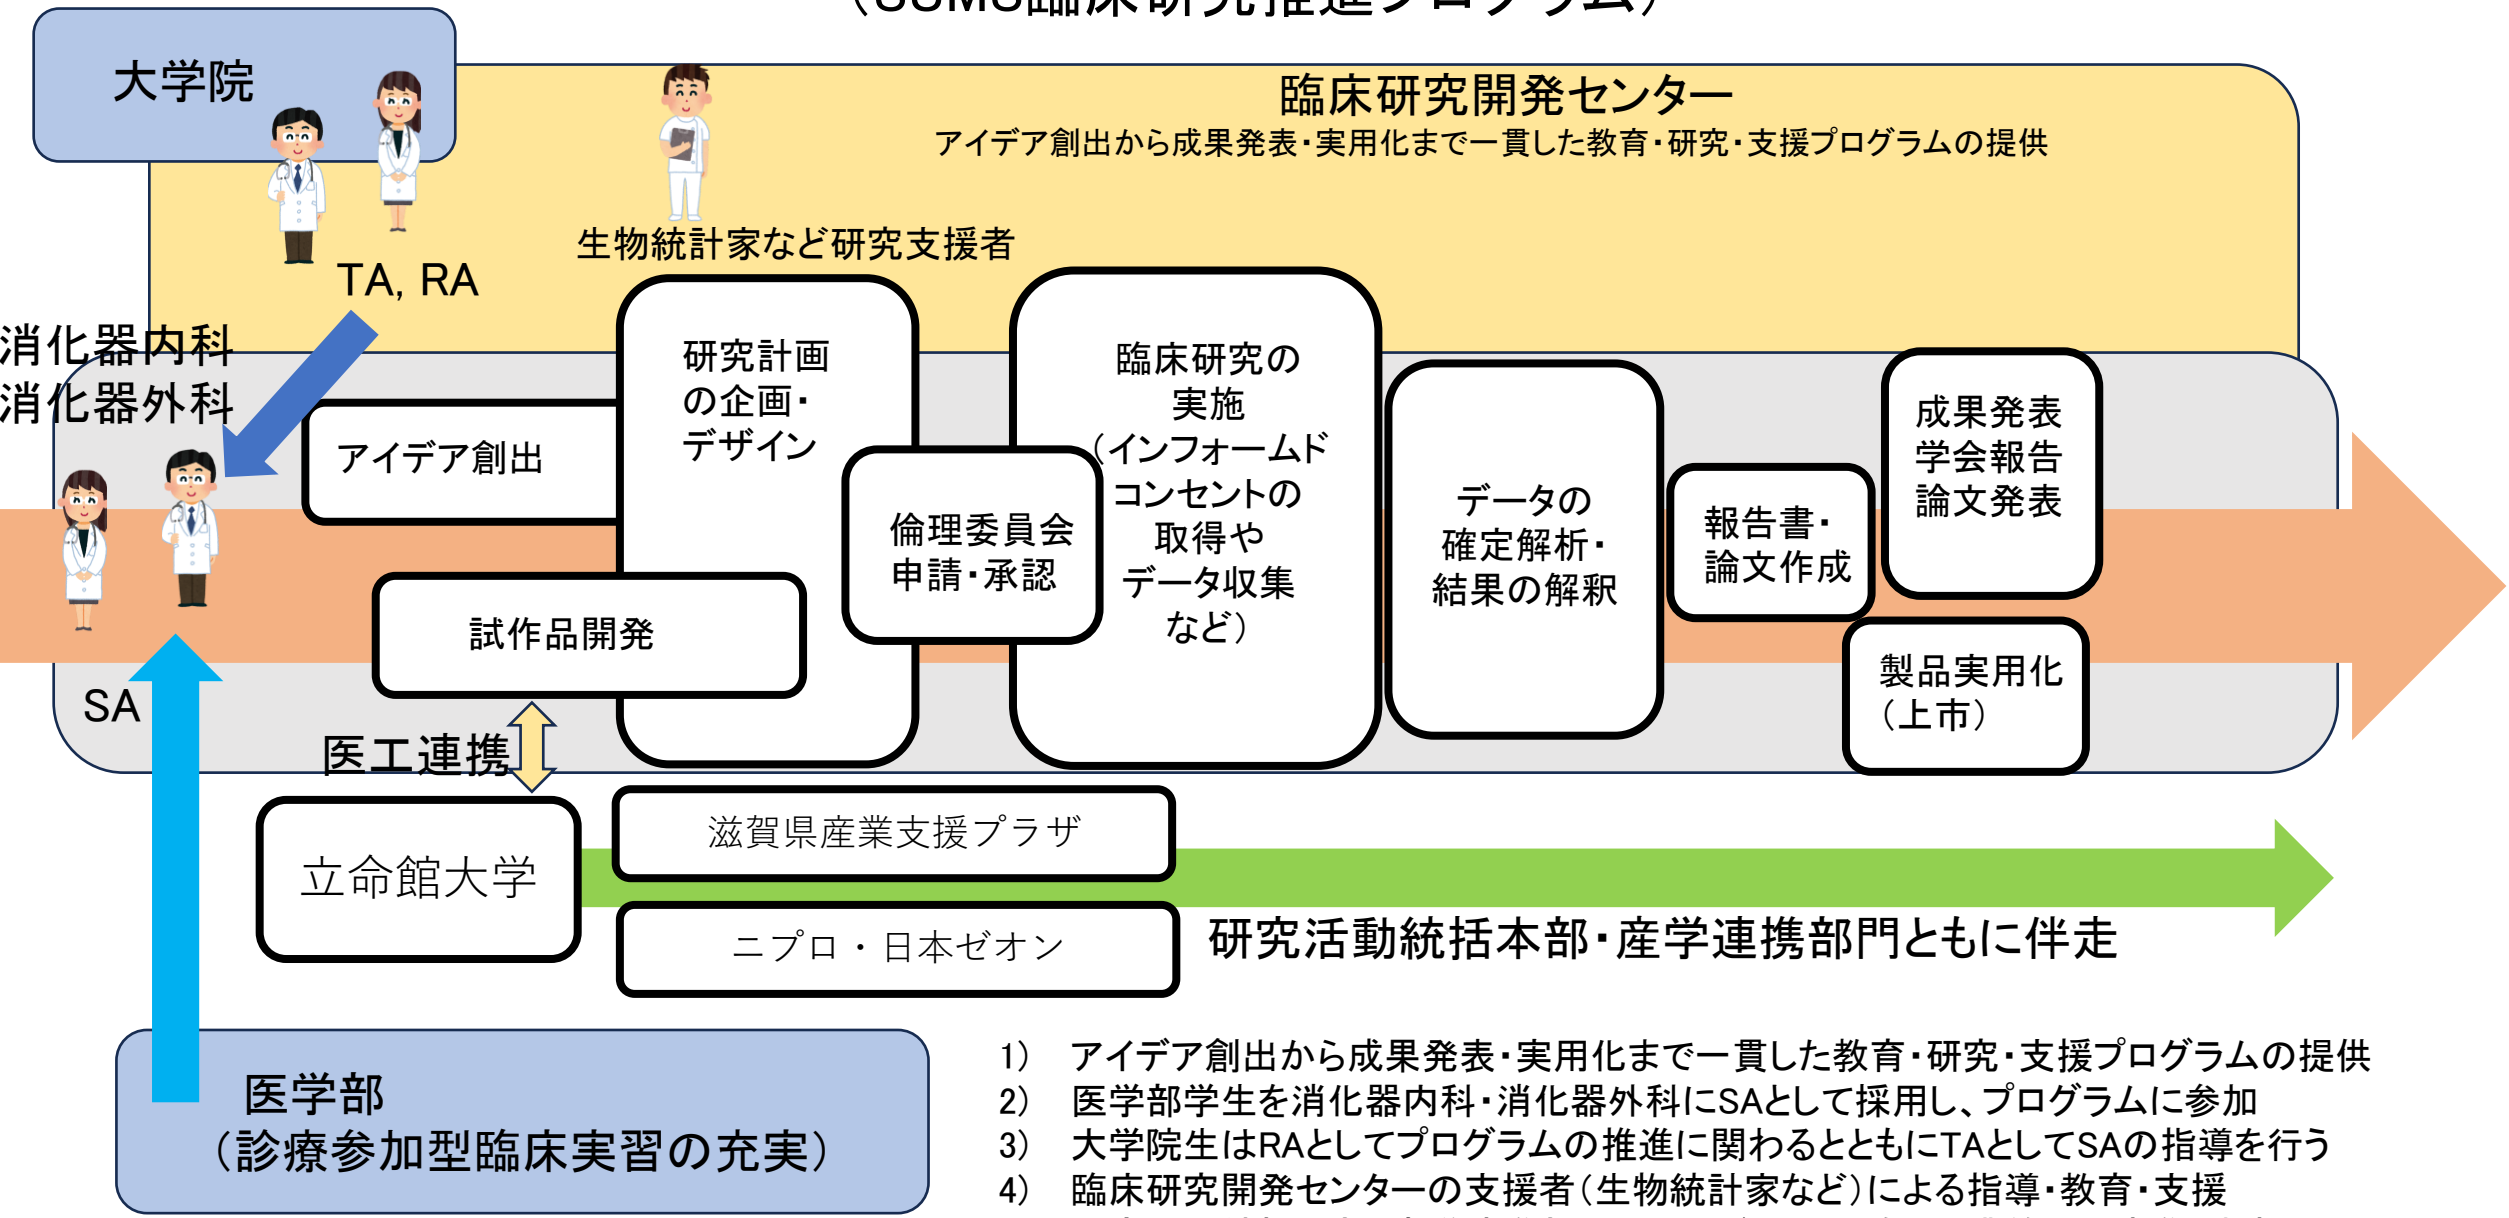 （SUMS臨床研究推進プログラム）
大学院
臨床研究開発センター
アイデア創出から成果発表・実用化まで一貫した教育・研究・支援プログラムの提供
生物統計家など研究支援者
TA, RA
消化器内科
消化器外科
アイデア創出
研究計画
の企画・
デザイン
試作品開発
倫理委員会
申請・承認
臨床研究の
実施
（インフォームド
コンセントの
取得や
データ収集
など）
データの
確定解析・
結果の解釈
報告書・
論文作成
成果発表
学会報告
論文発表
製品実用化
（上市）
SA
医工連携
立命館大学
滋賀県産業支援プラザ
ニプロ・日本ゼオン
研究活動統括本部・産学連携部門ともに伴走
医学部
（診療参加型臨床実習の充実）
1） アイデア創出から成果発表・実用化まで一貫した教育・研究・支援プログラムの提供
2） 医学部学生を消化器内科・消化器外科にSAとして採用し、プログラムに参加
3） 大学院生はRAとしてプログラムの推進に関わるとともにTAとしてSAの指導を行う
4） 臨床研究開発センターの支援者（生物統計家など）による指導・教育・支援